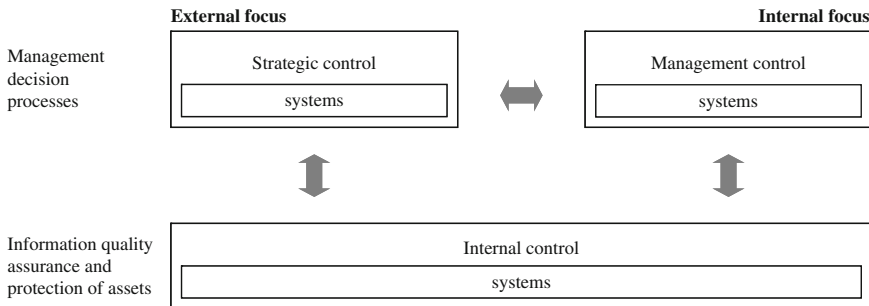 External focus
Internal focus
Management
decision
processes
Strategic control
systems
Management control
systems
Information quality
assurance and
protection of assets
Internal control
systems